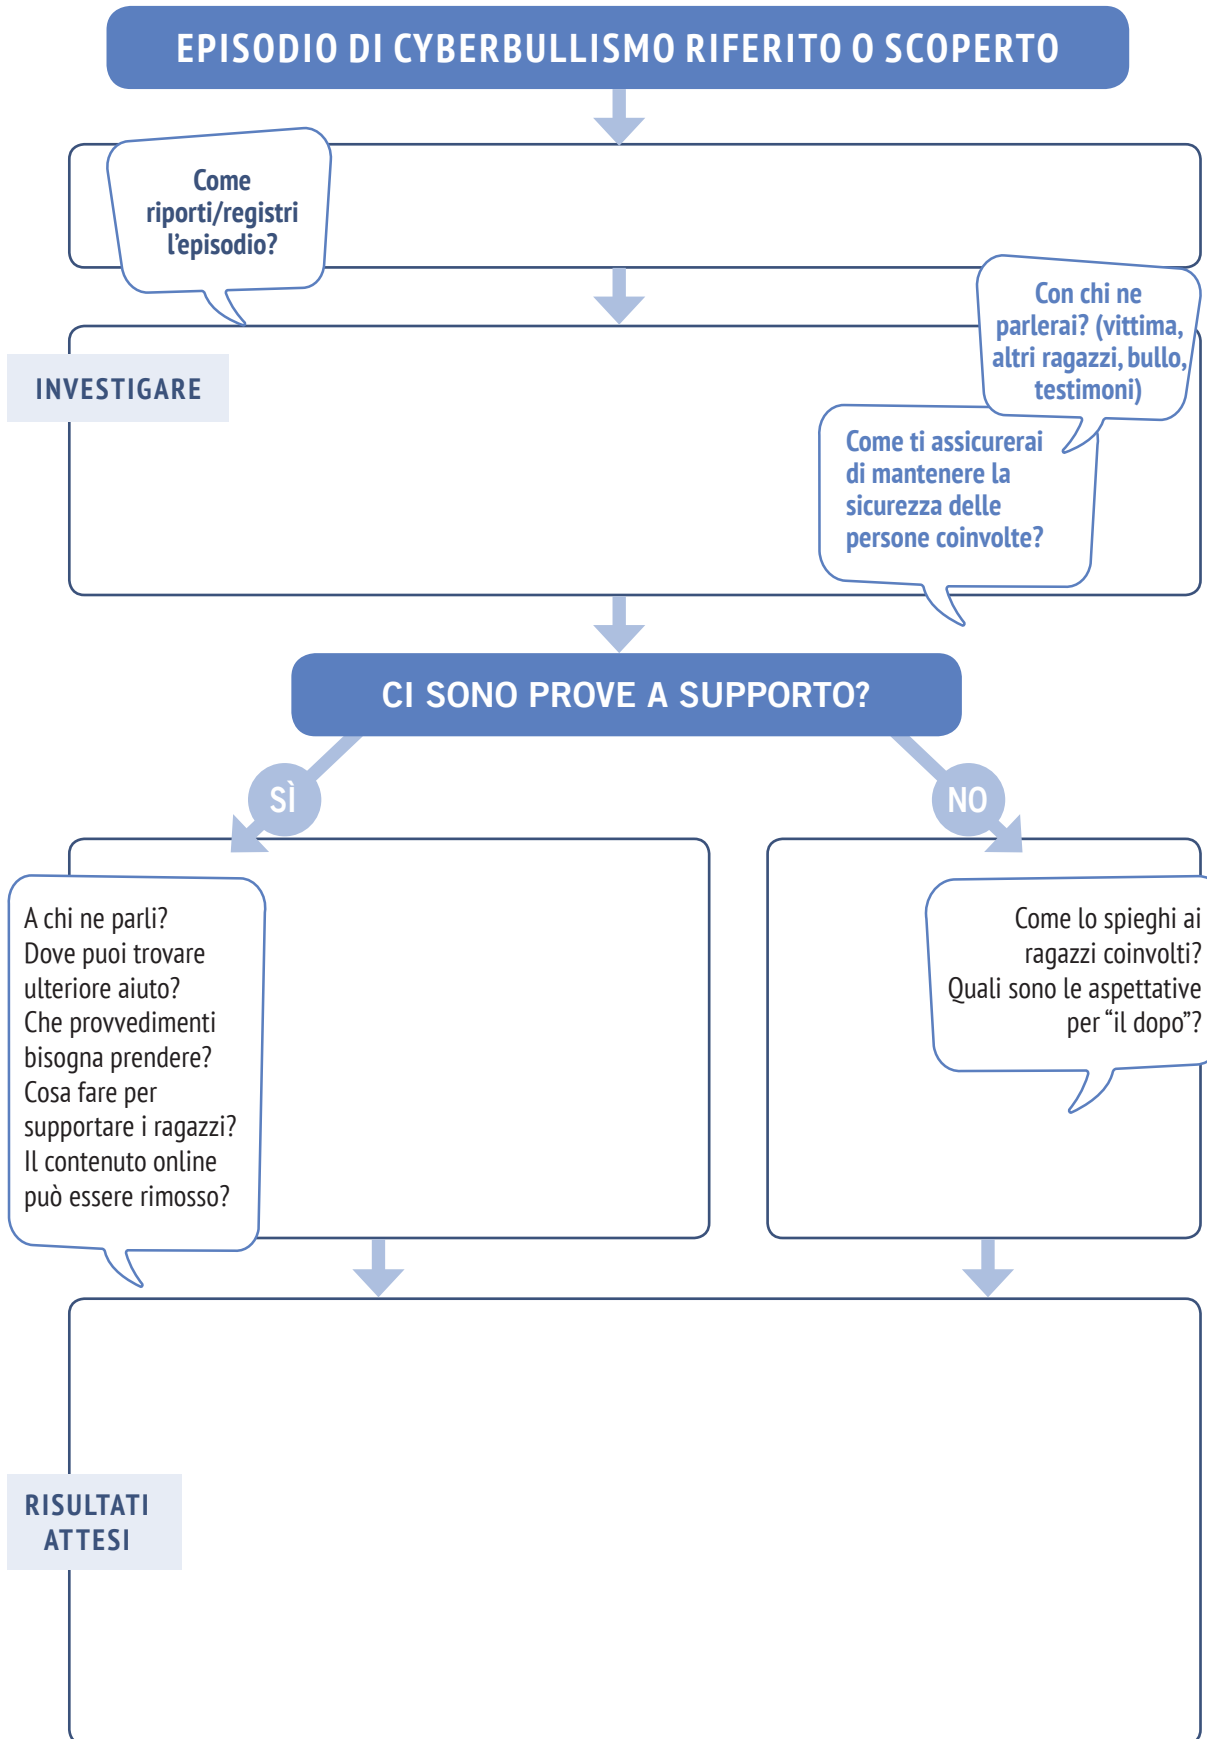 EPISODIO DI CYBERBULLISMO RIFERITO O SCOPERTO
Come
riporti/registri
l’episodio?
Con chi ne
parlerai? (vittima,
altri ragazzi, bullo,
testimoni)
INVESTIGARE
Come ti assicurerai
di mantenere la
sicurezza delle
persone coinvolte?
CI SONO PROVE A SUPPORTO?
SÌ
NO
A chi ne parli?
Dove puoi trovare
ulteriore aiuto?
Che provvedimenti
bisogna prendere?
Cosa fare per
supportare i ragazzi?
Il contenuto online
può essere rimosso?
Come lo spieghi ai
ragazzi coinvolti?
Quali sono le aspettative
per “il dopo”?
RISULTATI
ATTESI